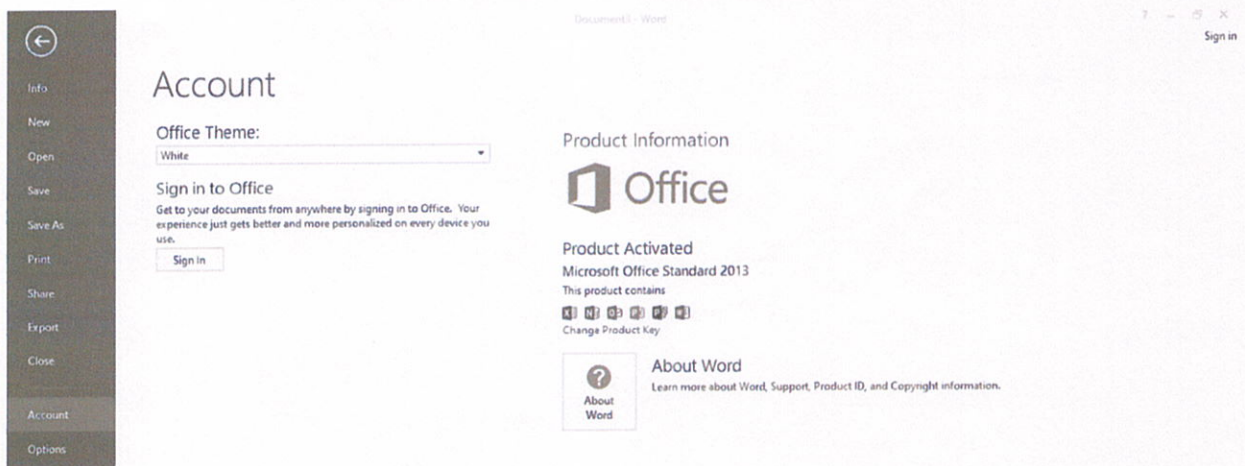 Document3 - Word
? – X
Sign in
Info
New
Open
Save
Save As
Print
Share
Export
Close
Account
Options
Account
Office Theme:
White
Sign in to Office
Get to your documents from anywhere by signing in to Office. Your
experience just gets better and more personalized on every device you
use.
Sign In
Product Information
Office
Product Activated
Microsoft Office Standard 2013
This product contains
Change Product Key
?
About
Word
About Word
Learn more about Word, Support, Product ID, and Copyright information.